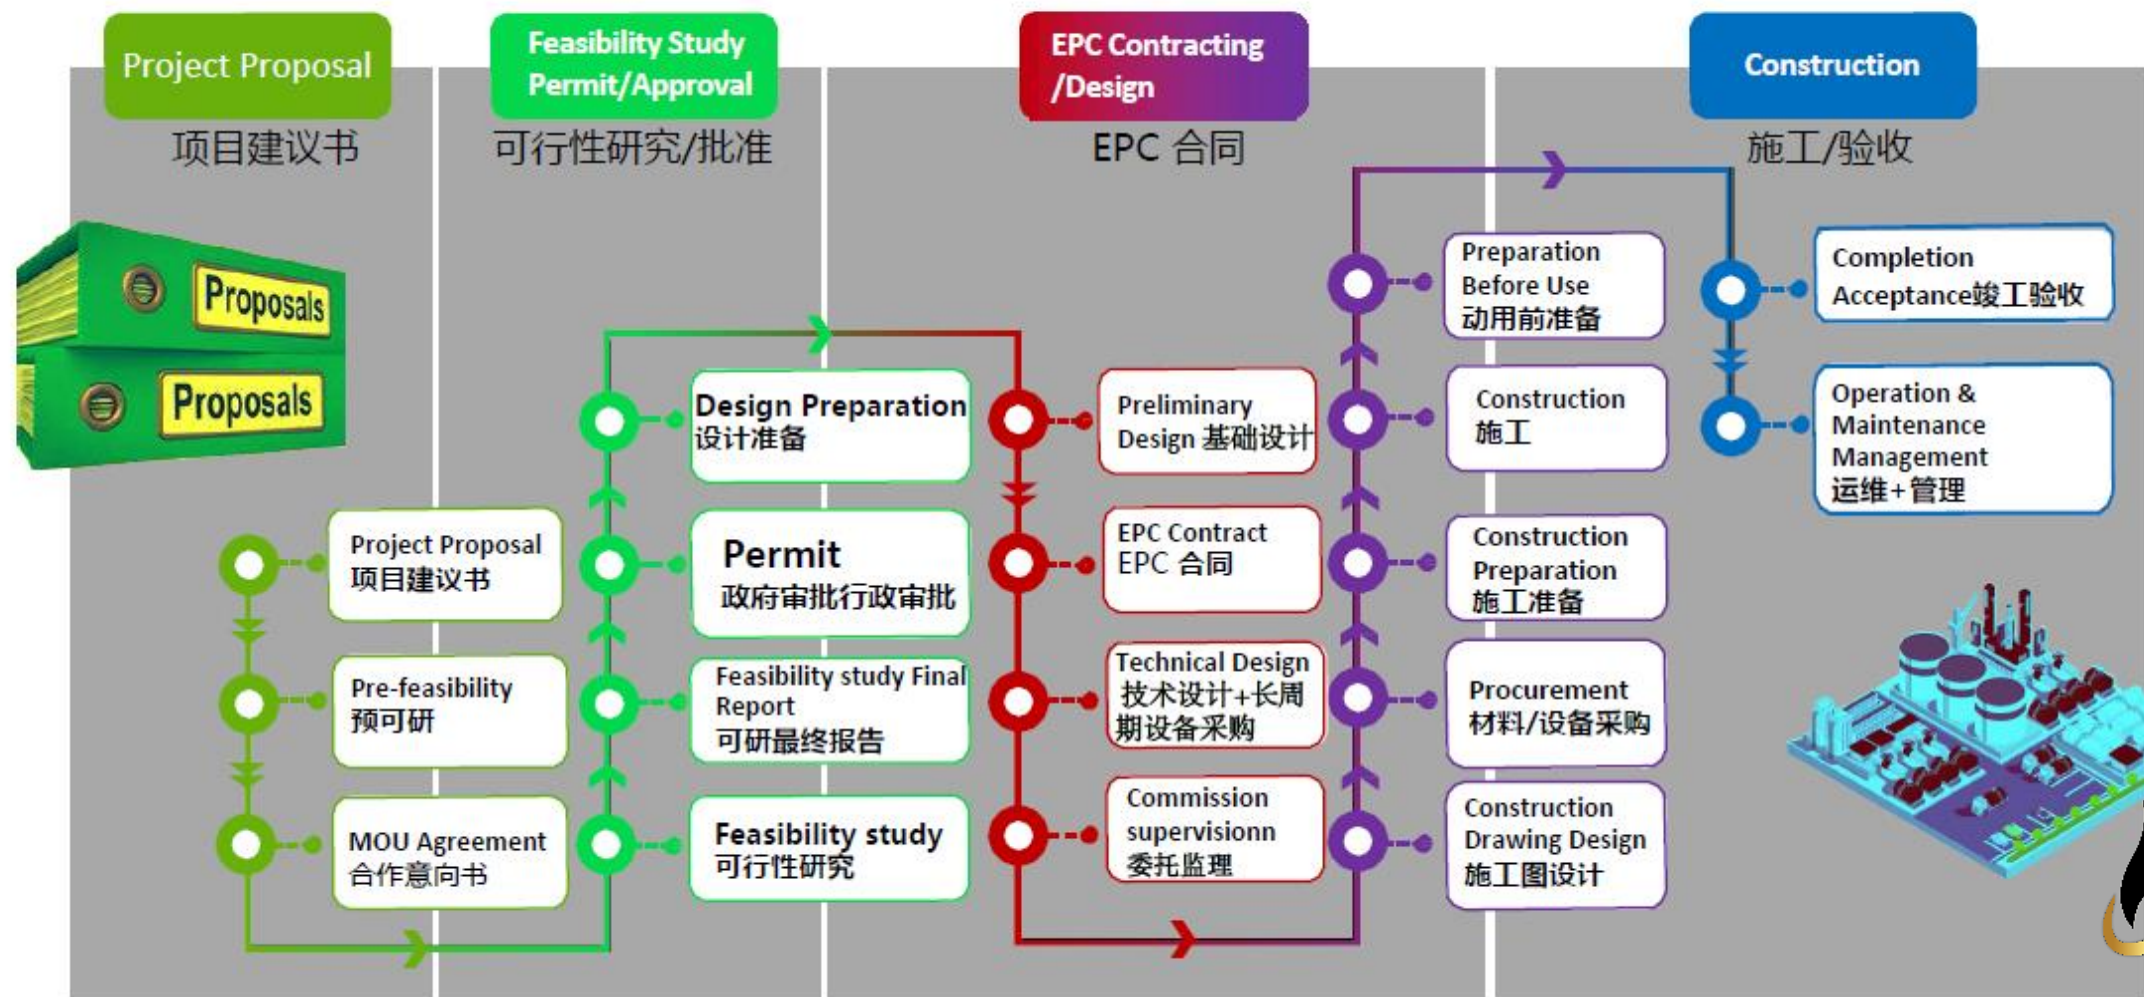 Project Proposal
项目建议书
Feasibility Study
Permit/Approval
可行性研究/批准
EPC Contracting
/Design
EPC 合同
Construction
施工/验收
Proposals
Proposals
Project Proposal
项目建议书
Pre-feasibility
预可研
MOU Agreement
合作意向书
Design Preparation
设计准备
Permit
政府审批行政审批
Feasibility study Final
Report
可研最终报告
Feasibility study
可行性研究
Preliminary
Design 基础设计
EPC Contract
EPC 合同
Technical Design
技术设计+长周
期设备采购
Commission
supervisionn
委托监理
Preparation
Before Use
动用前准备
Construction
施工
Construction
Preparation
施工准备
Procurement
材料/设备采购
Construction
Drawing Design
施工图设计
Completion
Acceptance竣工验收
Operation &
Maintenance
Management
运维+管理